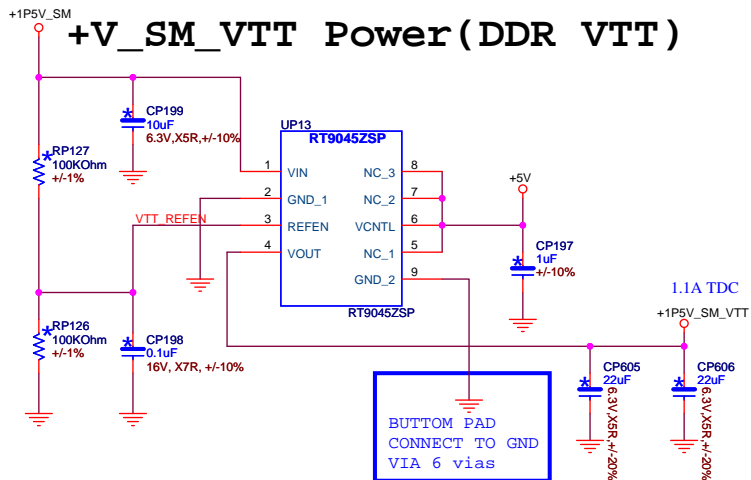 +1P5V_SM
+V_SM_VTT Power(DDR VTT)
*
CP199
10uF
6.3V,X5R,+/-10%
*
RP127
100KOhm
+/-1%
UP13
RT9045ZSP
1 VIN
2 GND_1
3 REFEN
4 VOUT
NC_3 8
NC_2 7
VCNTL 6
NC_1 5
GND_2 9
RT9045ZSP
VTT_REFEN
+5V
*
CP197
1uF
+/-10%
*
RP126
100KOhm
+/-1%
*
CP198
0.1uF
16V, X7R, +/-10%
1.1A TDC
+1P5V_SM_VTT
*
CP605
22uF
6.3V,X5R,+/-20%
*
CP606
22uF
6.3V,X5R,+/-20%
BUTTOM PAD
CONNECT TO GND
VIA 6 vias